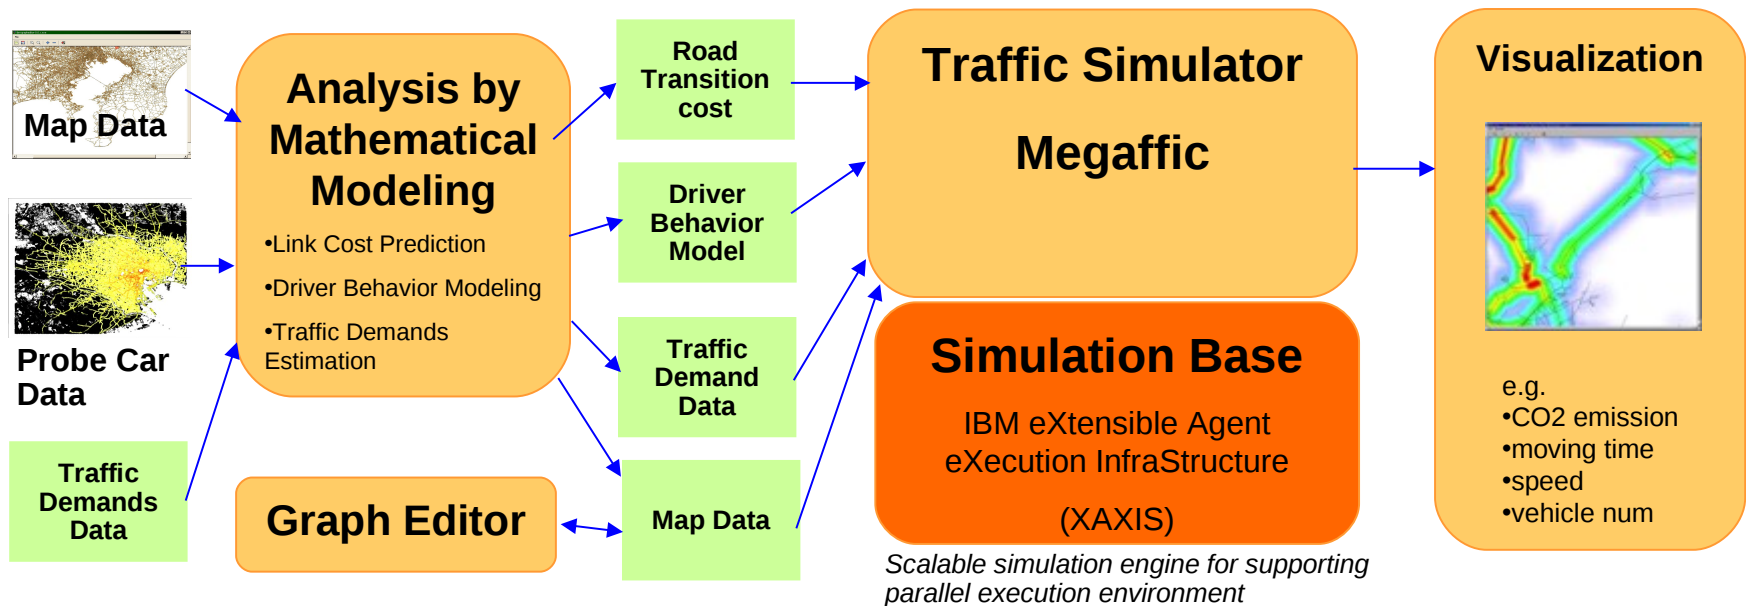 Map Data
Probe Car
Data
Traffic
Demands
Data
Analysis by
Mathematical
Modeling
•Link Cost Prediction
•Driver Behavior Modeling
•Traffic Demands
Estimation
Graph Editor
Road
Transition
cost
Driver
Behavior
Model
Traffic
Demand
Data
Map Data
Traffic Simulator
Megaffic
Simulation Base
IBM eXtensible Agent
eXecution InfraStructure
(XAXIS)
Scalable simulation engine for supporting
parallel execution environment
Visualization
e.g.
•CO2 emission
•moving time
•speed
•vehicle num